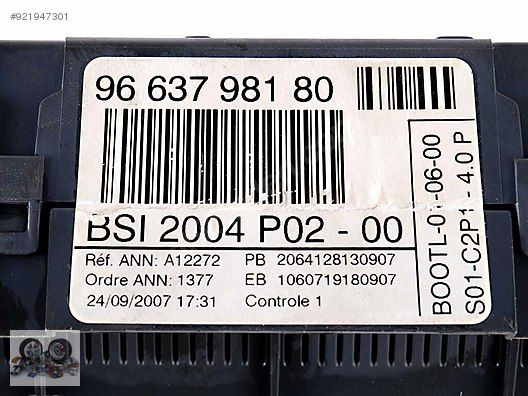 #921947301
96 637 981 80
BSI 2004 P02 - 00
Réf. ANN: A12272 PB 2064128130907
Ordre ANN: 1377 EB 1060719180907
24/09/2007 17:31 Controle 1
BOOTL-01-06-00
S01-C2P1 - 4.0 P